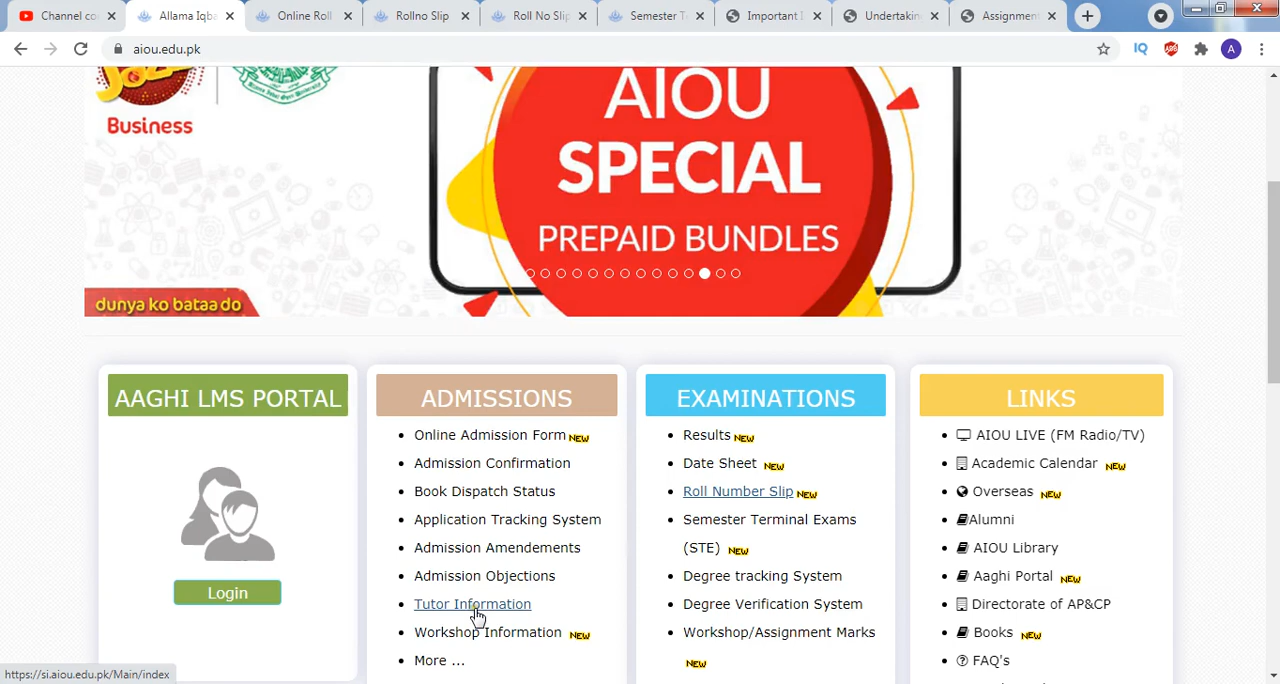 Channel co
Allama Iqba
Online Roll
Rollno Slip
Roll No Slip
Semester T
Important
Undertakin
Assignment
aiou.edu.pk
IQ
A
Jazz
Business
dunya ko bataado
AIOU
SPECIAL
PREPAID BUNDLES
AAGHI LMS PORTAL
Login
ADMISSIONS
Online Admission Form NEW
Admission Confirmation
Book Dispatch Status
Application Tracking System
Admission Amendements
Admission Objections
Tutor Information
Workshop Information NEW
More ...
EXAMINATIONS
Results NEW
Date Sheet NEW
Roll Number Slip NEW
Semester Terminal Exams
(STE) NEW
Degree tracking System
Degree Verification System
Workshop/Assignment Marks
NEW
LINKS
AIOU LIVE (FM Radio/TV)
Academic Calendar NEW
Overseas NEW
Alumni
AIOU Library
Aaghi Portal NEW
Directorate of AP&CP
Books NEW
FAQ's
https://si.aiou.edu.pk/Main/index